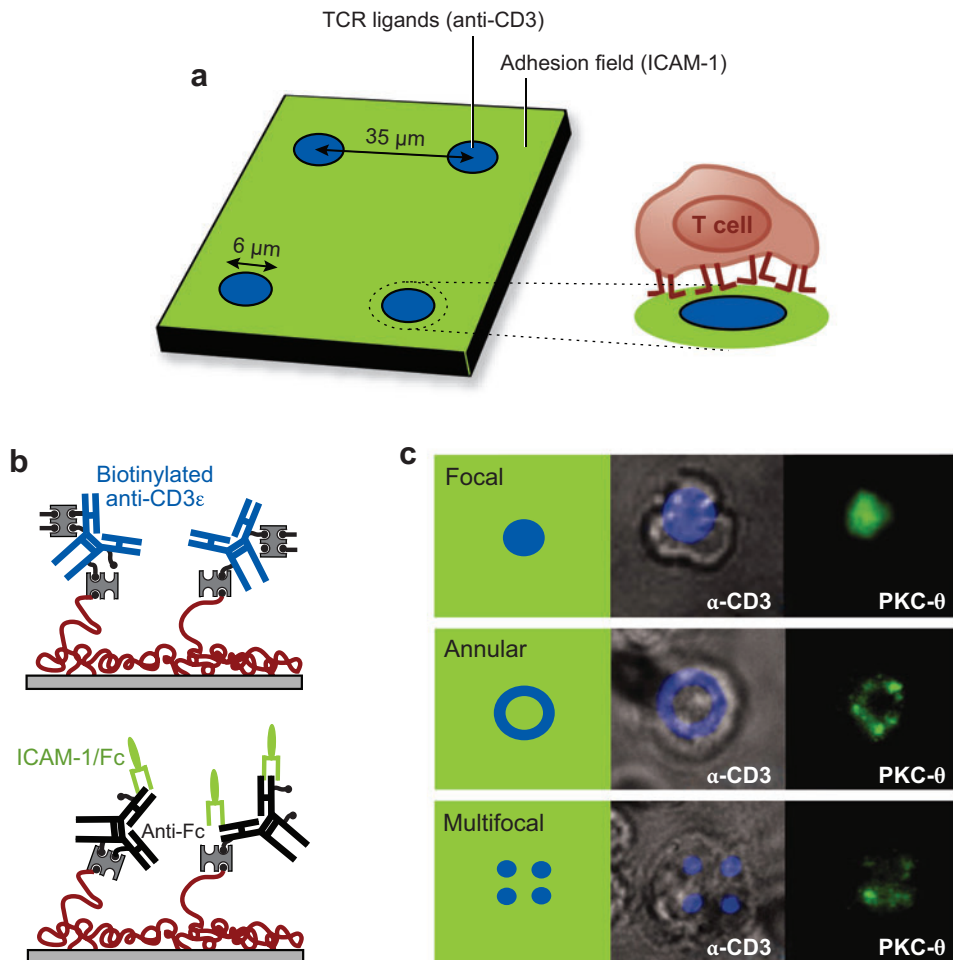 TCR ligands (anti-CD3)
Adhesion field (ICAM-1)
a
35 µm
6 µm
T cell
b
Biotinylated
anti-CD3ε
ICAM-1/Fc
Anti-Fc
c
Focal
α-CD3
PKC-θ
Annular
α-CD3
PKC-θ
Multifocal
α-CD3
PKC-θ